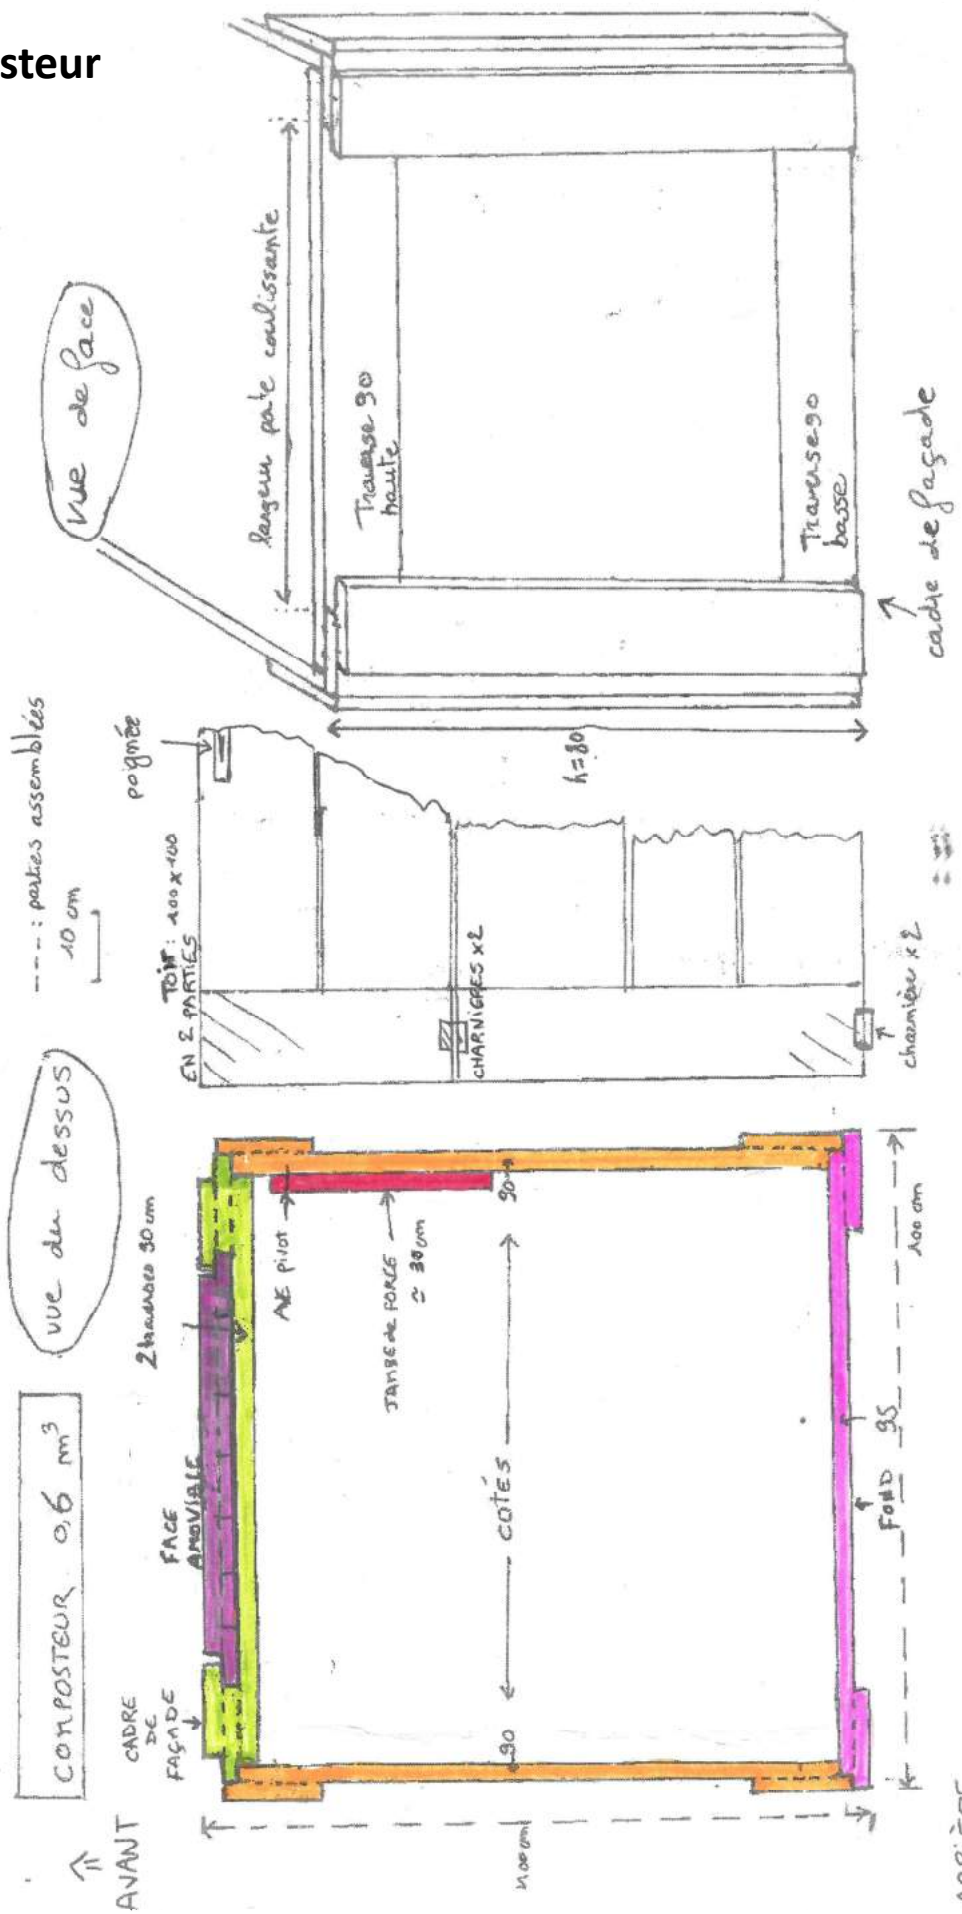 steur
COMPOSTEUR 0,6 m³
vue du dessus
---: parties assemblées
10 cm
vue de face
AVANT
CADRE
DE
FAÇADE
FACE
AMOVIBLE
2 traverses 90 cm
AXE pivot
JAMBE de FORCE
≃ 30 cm
90
COTÉS
90
100 cm
FOND
95
100 cm
TOIT: 100 x 100
EN 2 PARTIES
poignée
CHARNIÈRES x2
charnière x 2
h=80
largeur porte coulissante
Traverse 90
haute
Traverse 90
basse
cadre de façade